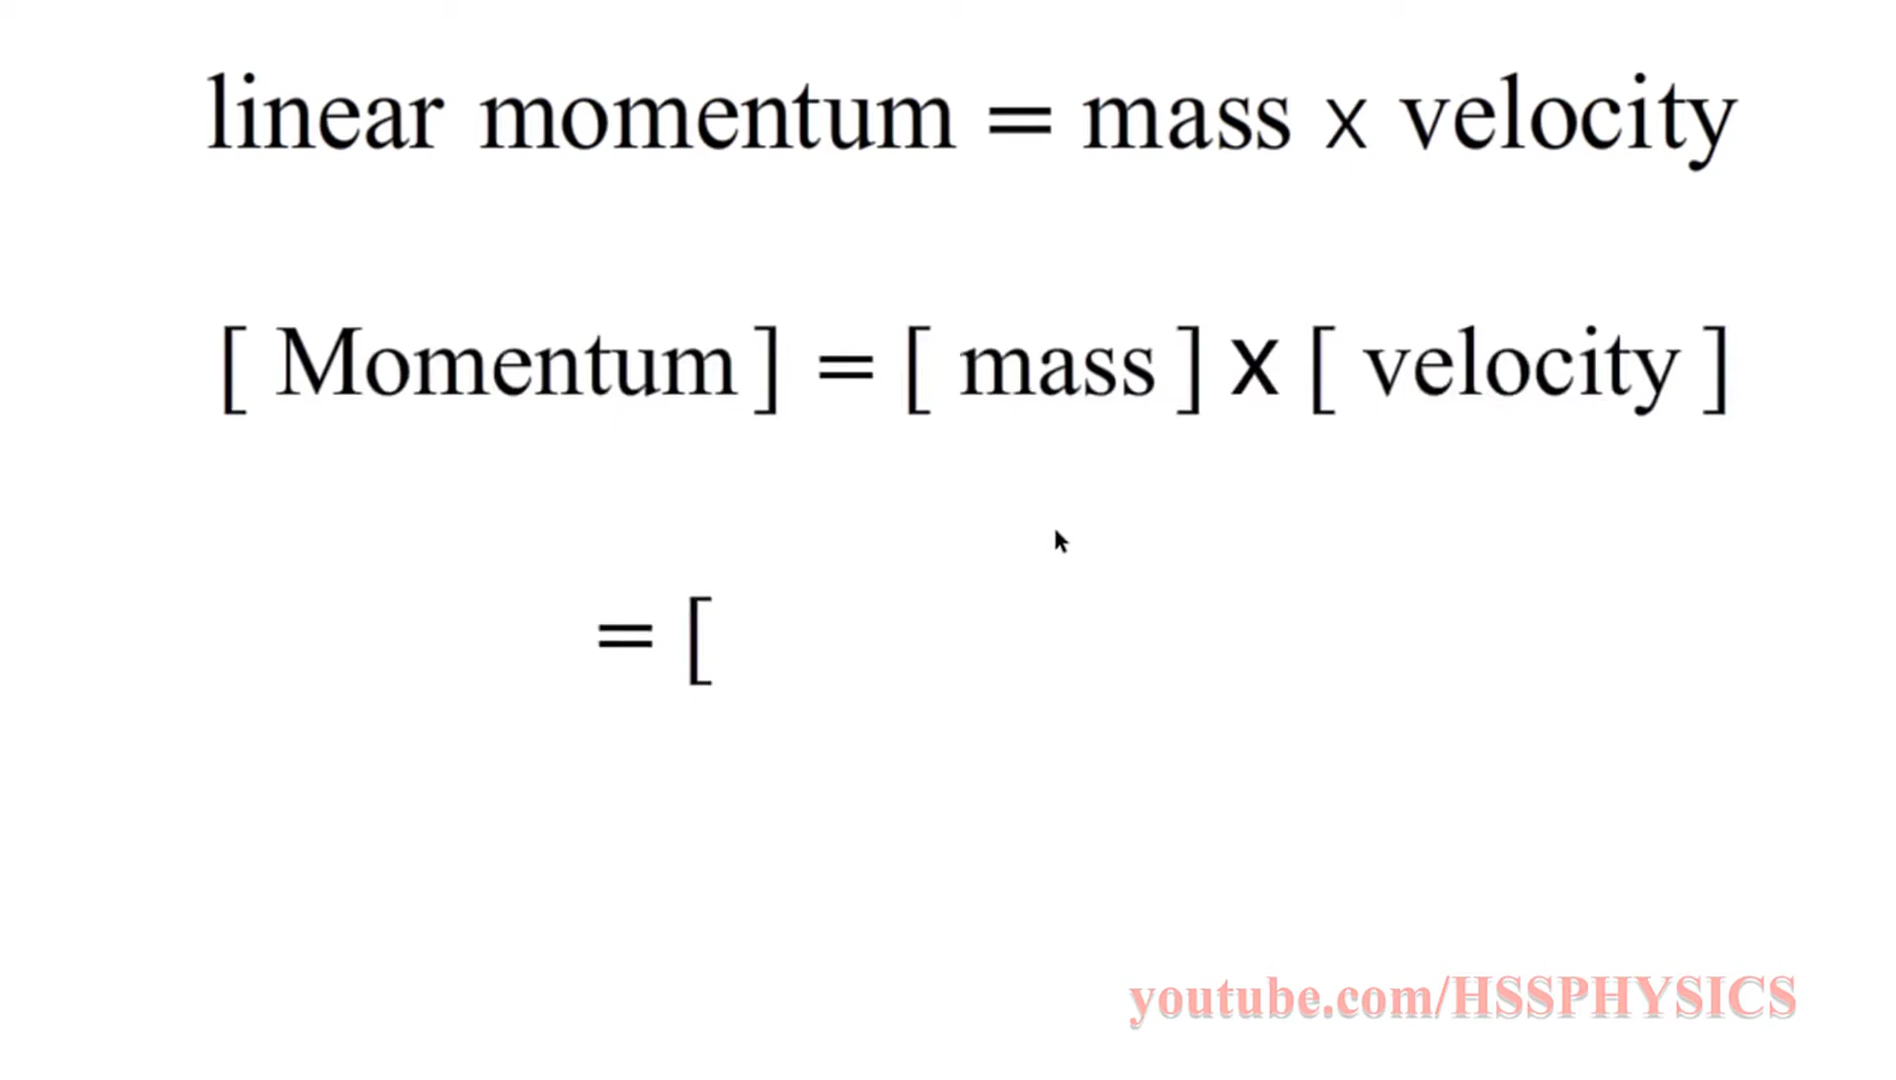 linear momentum = mass x velocity
[ Momentum ] = [ mass ] x [ velocity ]
= [
youtube.com/HSSPHYSICS